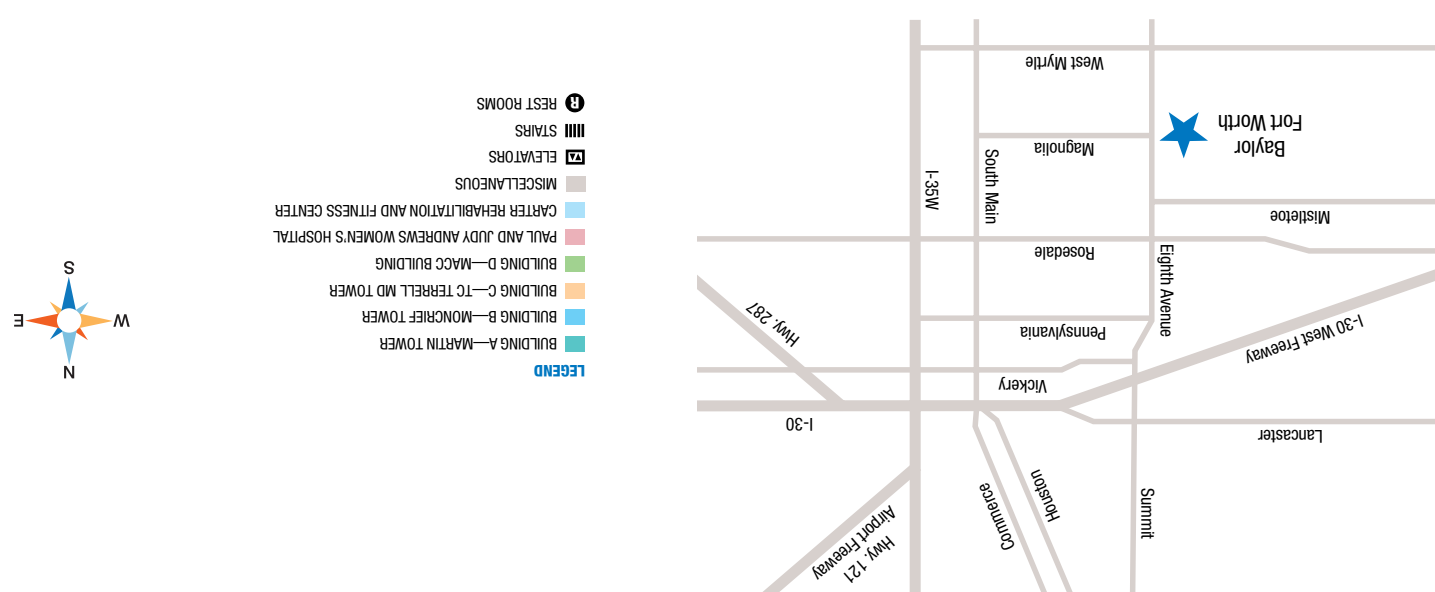 Hwy. 121
Airport Freeway
Commerce
Houston
Summit
Lancaster
I-30
Vickery
I-30 West Freeway
Hwy. 287
Pennsylvania
Eighth Avenue
Rosedale
Mistletoe
I-35W
South Main
Magnolia
Baylor
Fort Worth
West Myrtle
LEGEND
BUILDING A—MARTIN TOWER
BUILDING B—MONCRIEF TOWER
BUILDING C—TC TERRELL MD TOWER
BUILDING D—MACC BUILDING
PAUL AND JUDY ANDREWS WOMEN'S HOSPITAL
CARTER REHABILITATION AND FITNESS CENTER
MISCELLANEOUS
ELEVATORS
STAIRS
R REST ROOMS
N
W
E
S